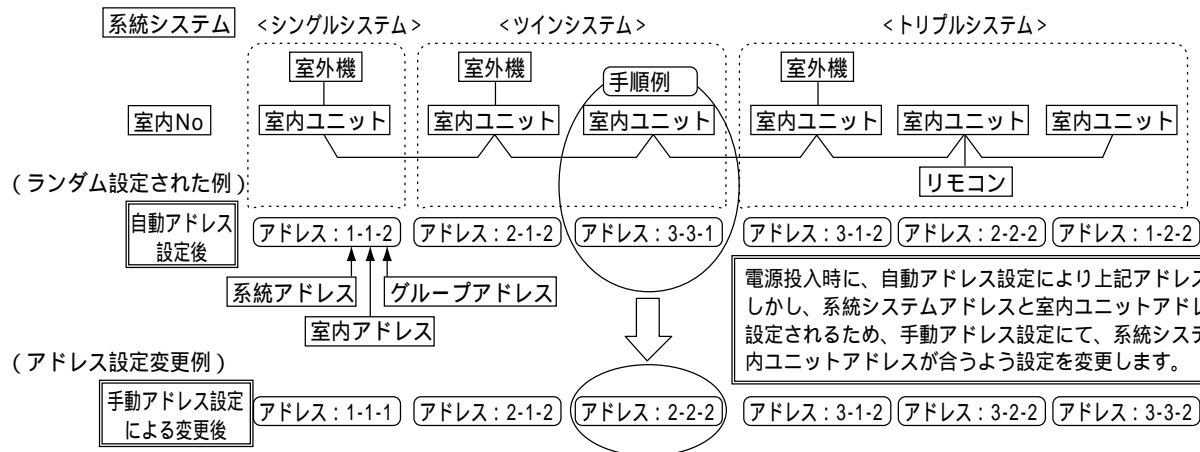 系統システム <シングルシステム> <ツインシステム> <トリプルシステム>
室外機 室外機 手順例 室外機
室内No 室内ユニット 室内ユニット 室内ユニット 室内ユニット 室内ユニット 室内ユニット
リモコン
(ランダム設定された例)
自動アドレス
設定後
アドレス:1-1-2 アドレス:2-1-2 アドレス:3-3-1 アドレス:3-1-2 アドレス:2-2-2 アドレス:1-2-2
系統アドレス グループアドレス
室内アドレス
電源投入時に、自動アドレス設定により上記アドレス
しかし、系統システムアドレスと室内ユニットアドレ
設定されるため、手動アドレス設定にて、系統システ
内ユニットアドレスが合うよう設定を変更します。
(アドレス設定変更例)
手動アドレス設定
による変更後
アドレス:1-1-1 アドレス:2-1-2 アドレス:2-2-2 アドレス:3-1-2 アドレス:3-2-2 アドレス:3-3-2